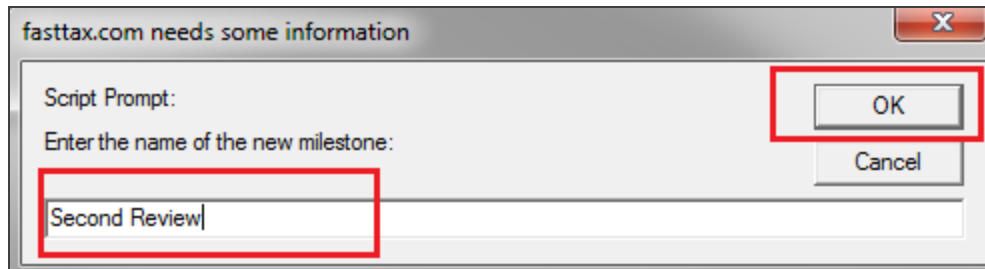 fasttax.com needs some information
Script Prompt:
OK
Enter the name of the new milestone:
Cancel
Second Review